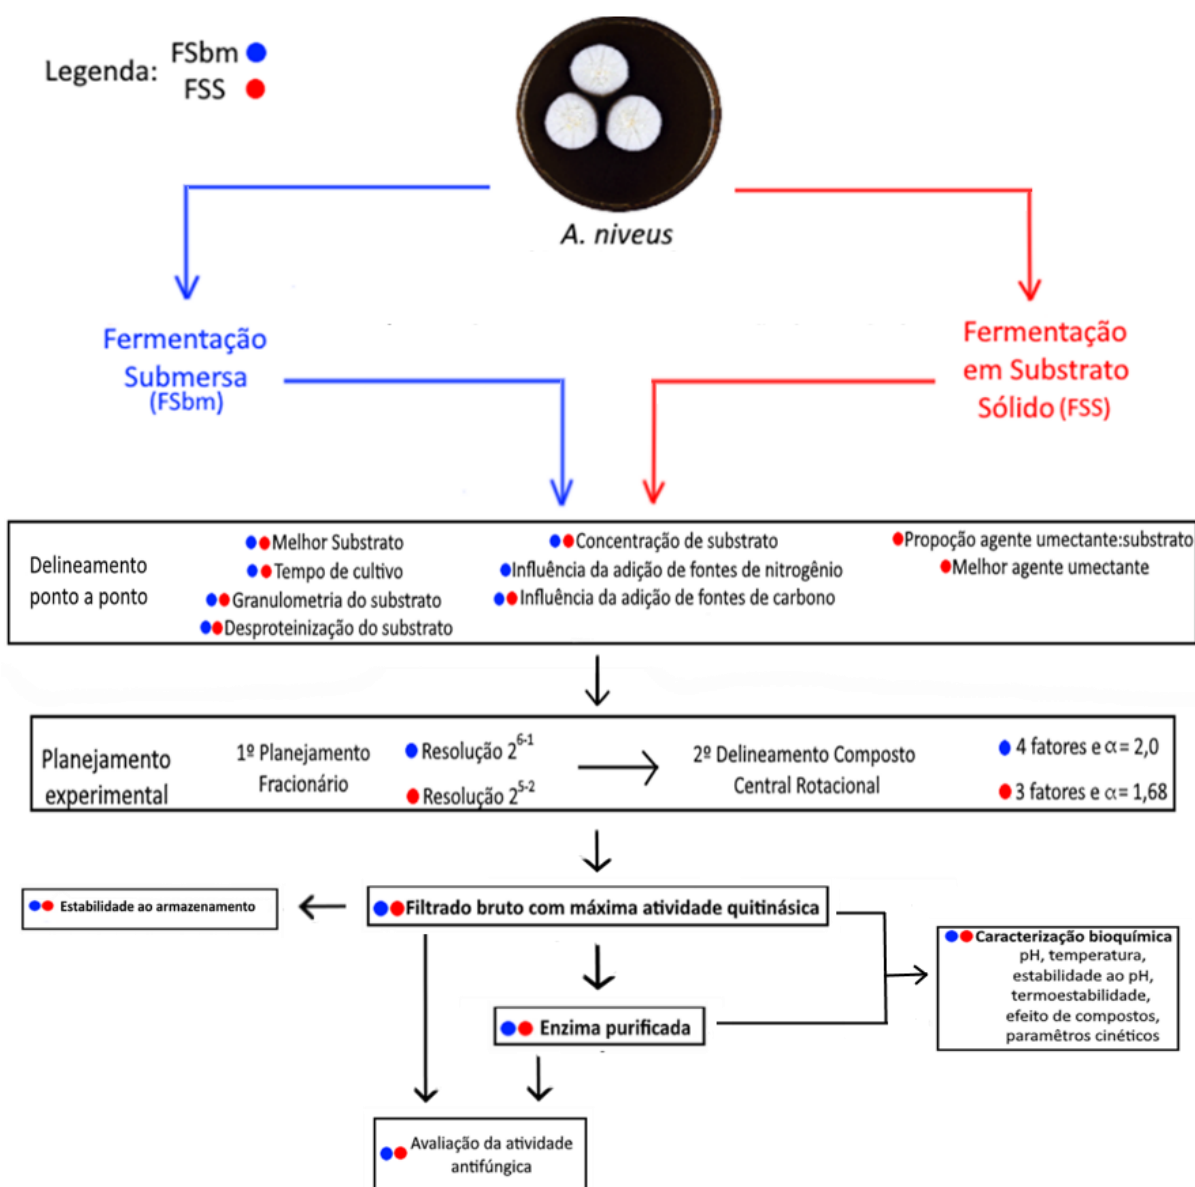 Legenda:
FSbm
FSS
A. niveus
Fermentação
Submersa
(FSbm)
Fermentação
em Substrato
Sólido (FSS)
Delineamento
ponto a ponto
Melhor Substrato
Tempo de cultivo
Granulometria do substrato
Desproteinização do substrato
Concentração de substrato
Influência da adição de fontes de nitrogênio
Influência da adição de fontes de carbono
Propoção agente umectante:substrato
Melhor agente umectante
Planejamento
experimental
1º Planejamento
Fracionário
Resolução 2^6-1
Resolução 2^5-2
2º Delineamento Composto
Central Rotacional
4 fatores e α= 2,0
3 fatores e α= 1,68
Estabilidade ao armazenamento
Filtrado bruto com máxima atividade quitinásica
Caracterização bioquímica
pH, temperatura,
estabilidade ao pH,
termoestabilidade,
efeito de compostos,
paramêtros cinéticos
Enzima purificada
Avaliação da atividade
antifúngica